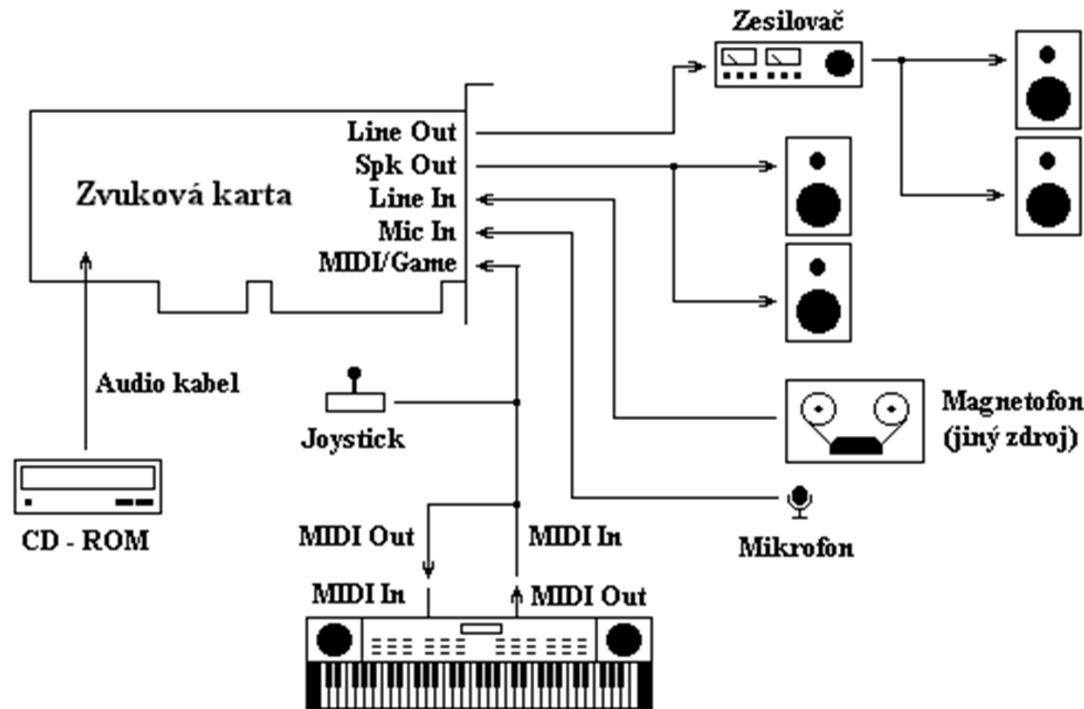 Zesilovač
Line Out
Spk Out
Zvuková karta
Line In
Mic In
MIDI/Game
Audio kabel
Magnetofon
(jiný zdroj)
Joystick
CD - ROM
MIDI Out
MIDI In
Mikrofon
MIDI In
MIDI Out